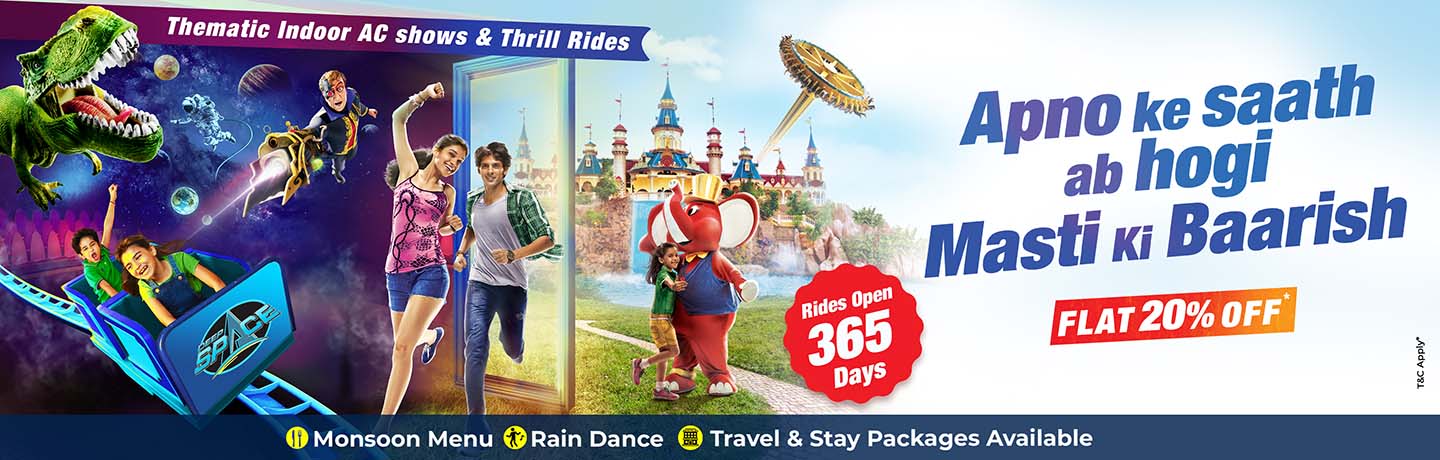 Thematic Indoor AC shows & Thrill Rides
DEEP
SPACE
Apno ke saath
ab hogi
Masti Ki Baarish
FLAT 20% OFF*
Rides Open
365
Days
T&C Apply*
Monsoon Menu Rain Dance Travel & Stay Packages Available